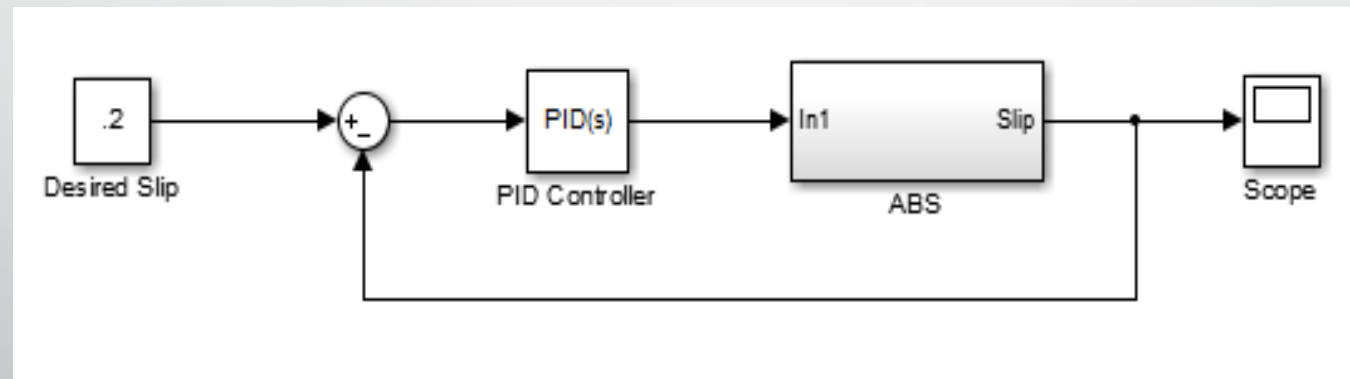 .2
Desired Slip
+
-
PID(s)
PID Controller
In1
Slip
ABS
Scope